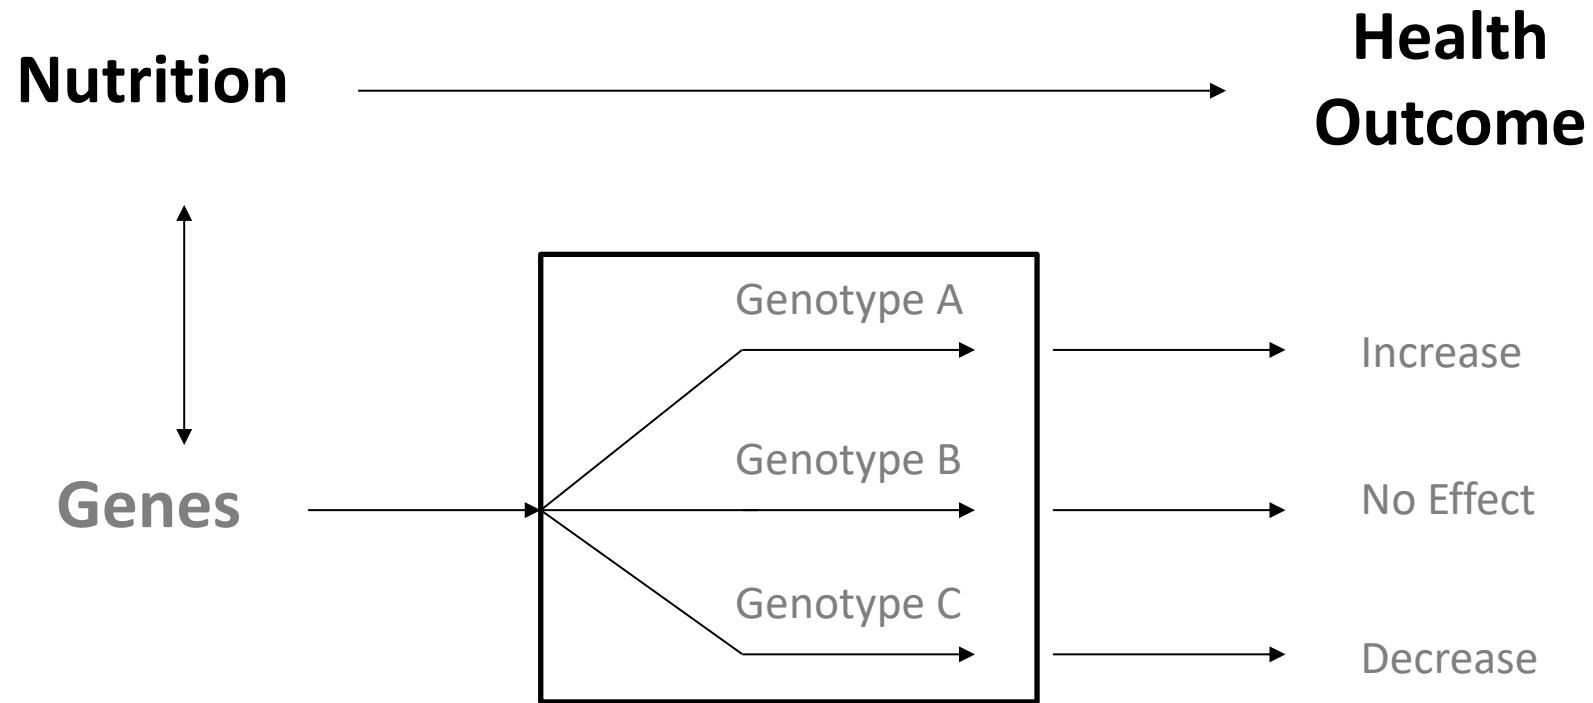 Nutrition
Health
Outcome
Genotype A
Increase
Genotype B
Genes
No Effect
Genotype C
Decrease